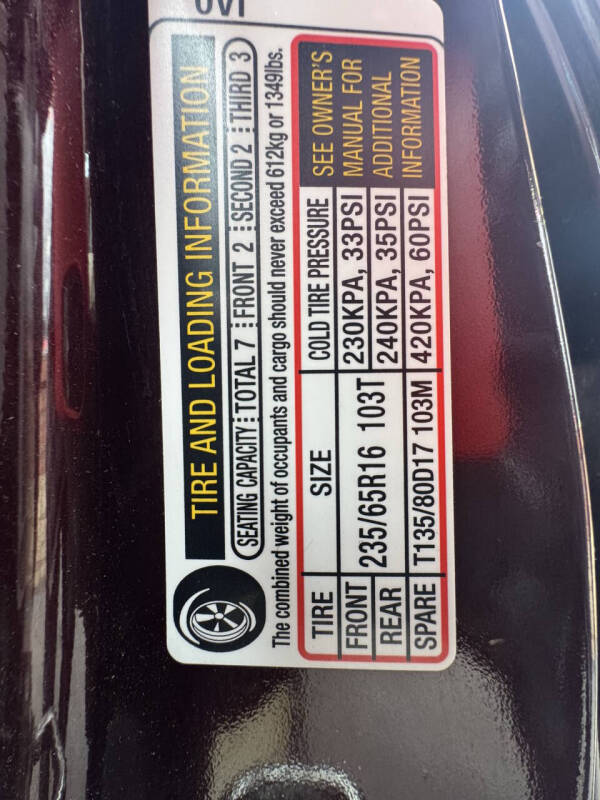 UVI
TIRE AND LOADING INFORMATION
SEATING CAPACITY TOTAL 7 FRONT 2 SECOND 2 THIRD 3
The combined weight of occupants and cargo should never exceed 612kg or 1349lbs.
TIRE SIZE COLD TIRE PRESSURE SEE OWNER'S
FRONT 235/65R16 103T 230KPA, 33PSI MANUAL FOR
REAR 240KPA, 35PSI ADDITIONAL
SPARE T135/80D17 103M 420KPA, 60PSI INFORMATION